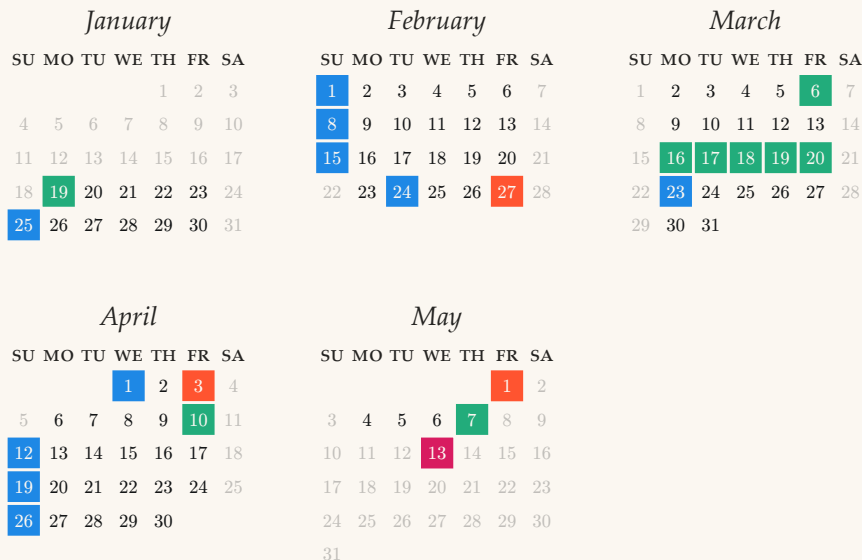 January
SU MO TU WE TH FR SA
1 2 3
4 5 6 7 8 9 10
11 12 13 14 15 16 17
18 19 20 21 22 23 24
25 26 27 28 29 30 31
February
SU MO TU WE TH FR SA
1 2 3 4 5 6 7
8 9 10 11 12 13 14
15 16 17 18 19 20 21
22 23 24 25 26 27 28
March
SU MO TU WE TH FR SA
1 2 3 4 5 6 7
8 9 10 11 12 13 14
15 16 17 18 19 20 21
22 23 24 25 26 27 28
29 30 31
April
SU MO TU WE TH FR SA
1 2 3 4
5 6 7 8 9 10 11
12 13 14 15 16 17 18
19 20 21 22 23 24 25
26 27 28 29 30
May
SU MO TU WE TH FR SA
1 2
3 4 5 6 7 8 9
10 11 12 13 14 15 16
17 18 19 20 21 22 23
24 25 26 27 28 29 30
31